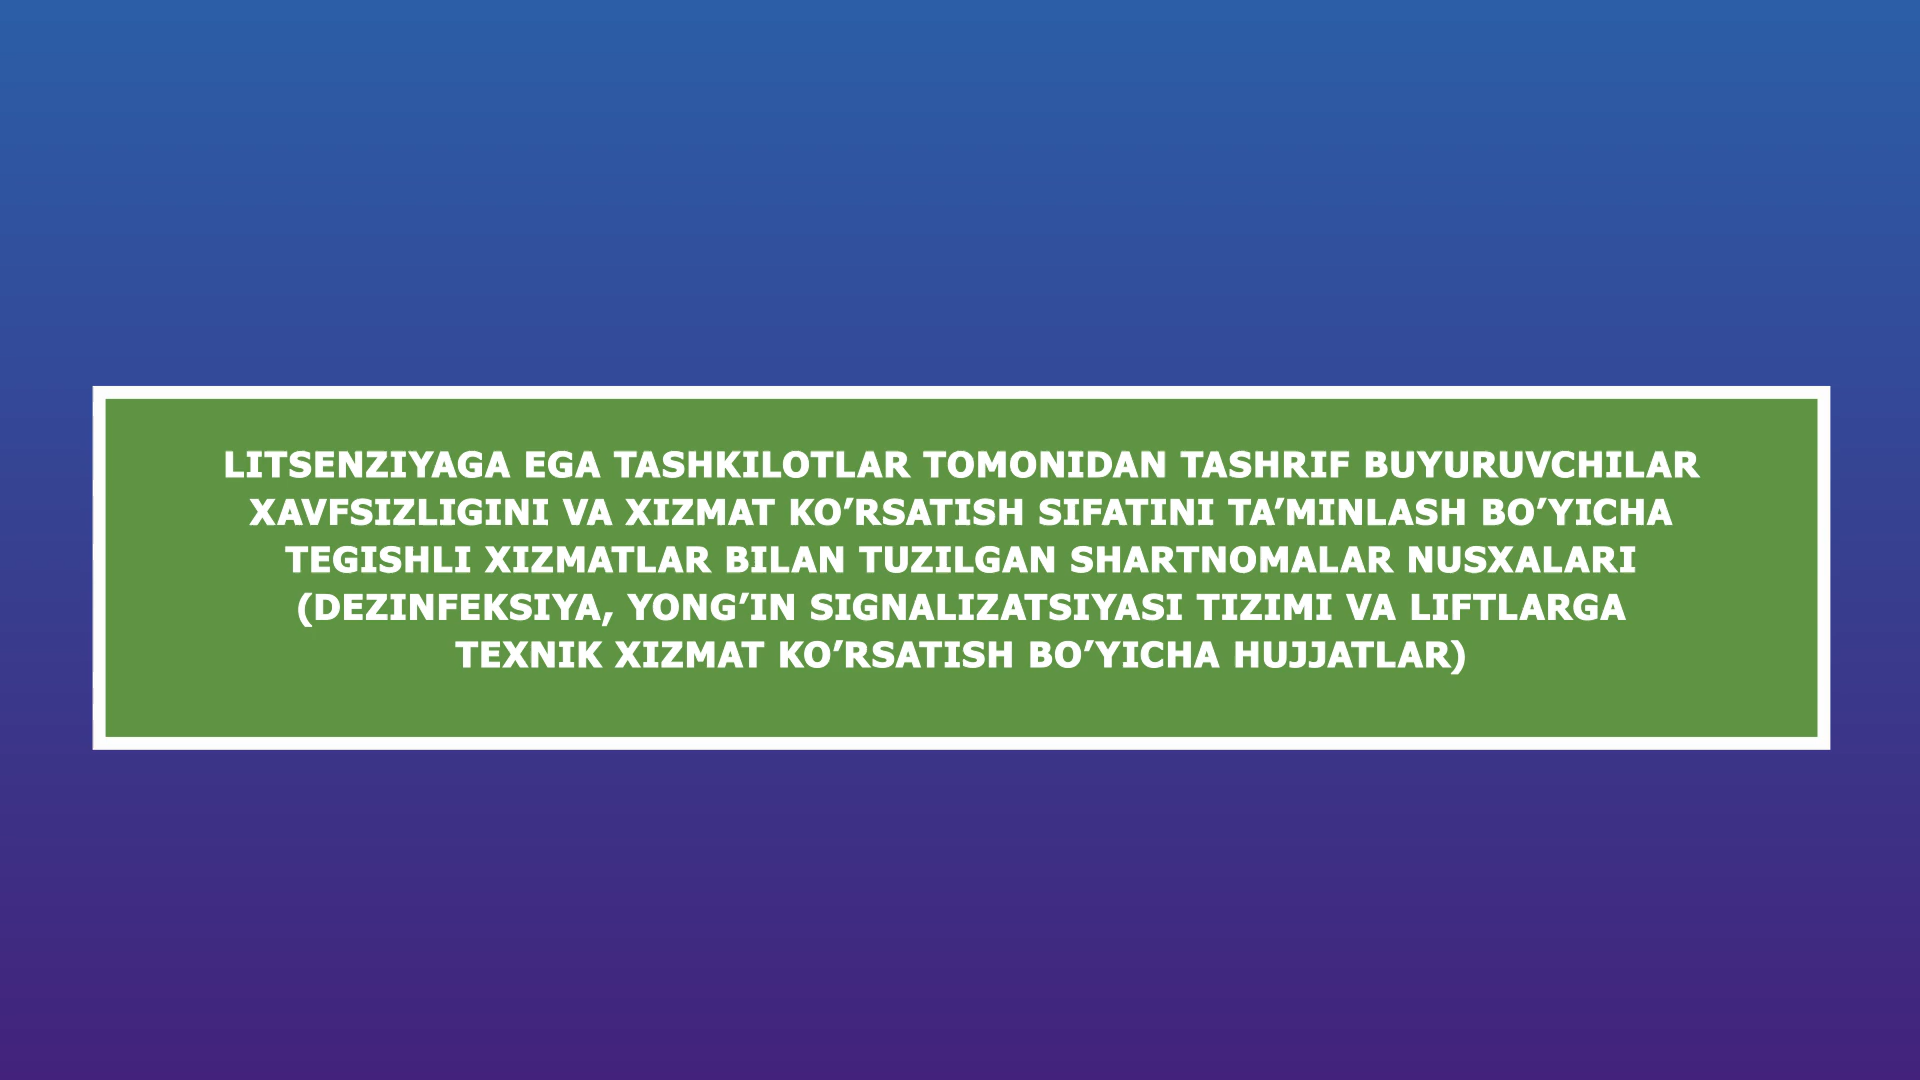 LITSENZIYAGA EGA TASHKILOTLAR TOMONIDAN TASHRIF BUYURUVCHILAR
XAVFSIZLIGINI VA XIZMAT KO’RSATISH SIFATINI TA’MINLASH BO’YICHA
TEGISHLI XIZMATLAR BILAN TUZILGAN SHARTNOMALAR NUSXALARI
(DEZINFEKSIYA, YONG’IN SIGNALIZATSIYASI TIZIMI VA LIFTLARGA
TEXNIK XIZMAT KO’RSATISH BO’YICHA HUJJATLAR)